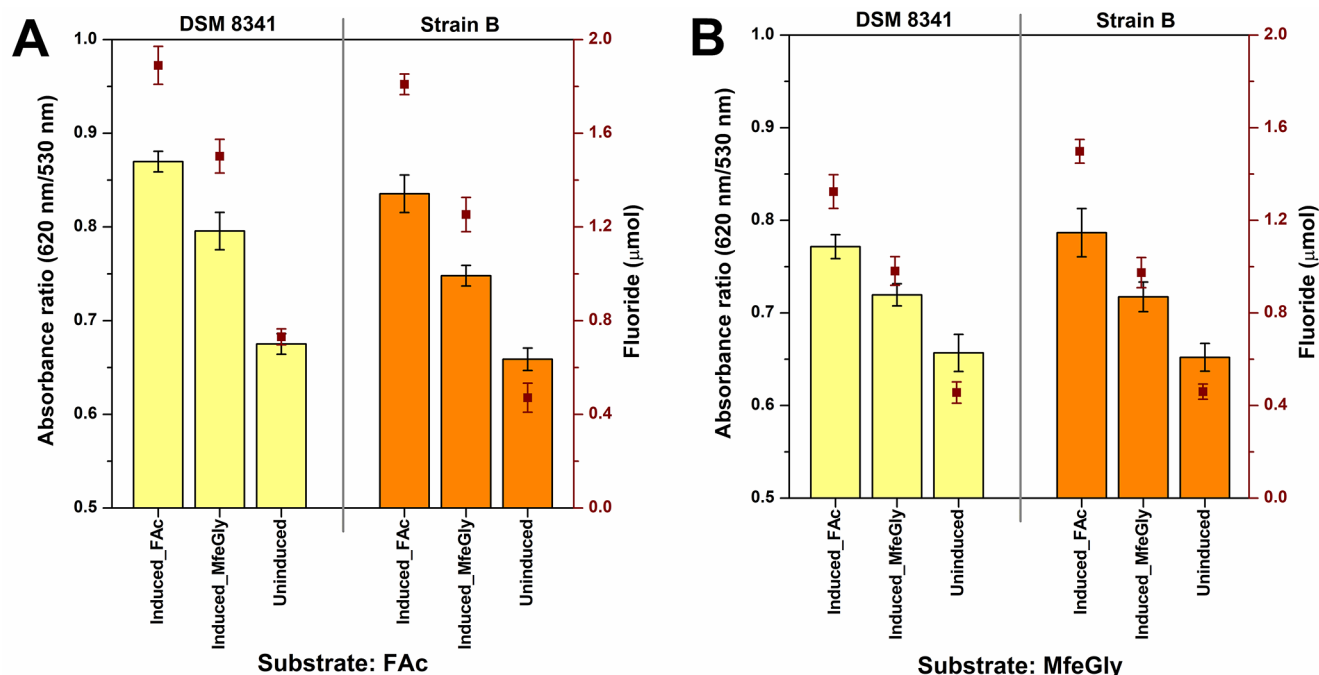 A
DSM 8341
Strain B
Absorbance ratio (620 nm/530 nm)
1.0
0.9
0.8
0.7
0.6
0.5
2.0
1.6
1.2
0.8
0.4
0.0
Fluoride (μmol)
Induced_FAc
Induced_MfeGly
Uninduced
Induced_FAc
Induced_MfeGly
Uninduced
Substrate: FAc
B
DSM 8341
Strain B
Absorbance ratio (620 nm/530 nm)
1.0
0.9
0.8
0.7
0.6
0.5
2.0
1.6
1.2
0.8
0.4
0.0
Fluoride (μmol)
Induced_FAc
Induced_MfeGly
Uninduced
Induced_FAc
Induced_MfeGly
Uninduced
Substrate: MfeGly